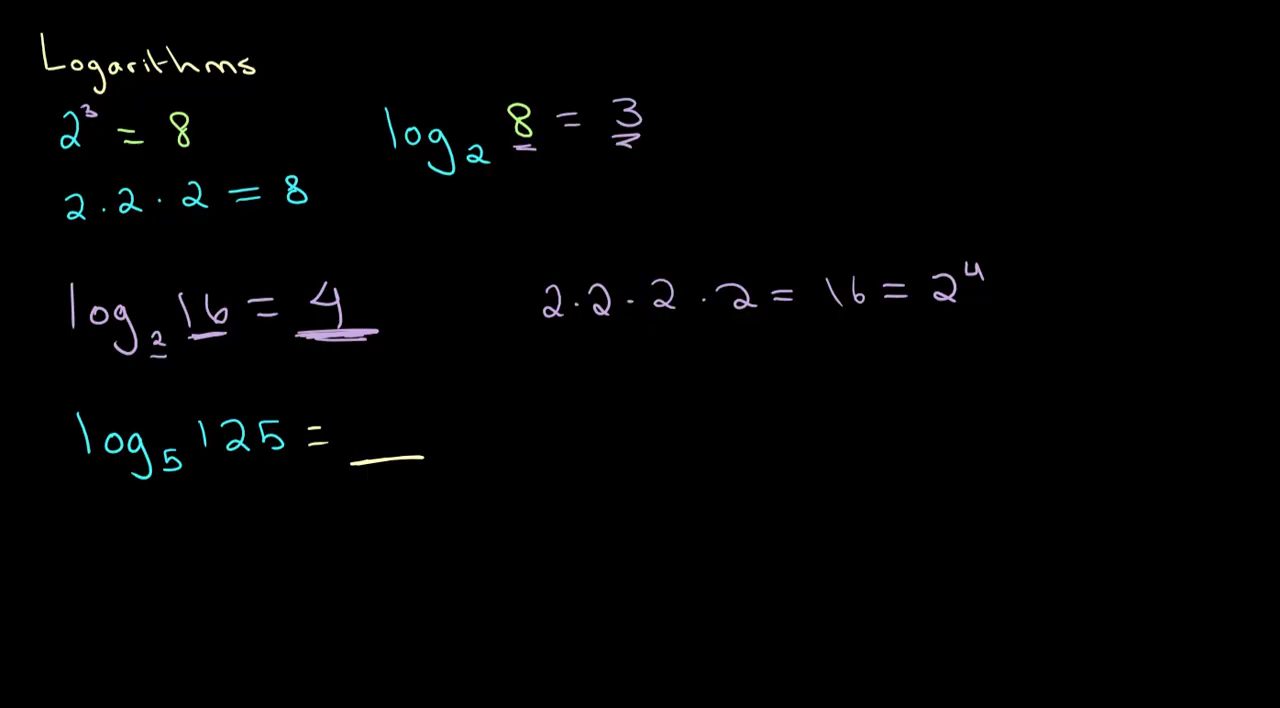 Logarithms
2³ = 8
log₂ 8 = 3
2 · 2 · 2 = 8
log₂ 16 = 4
2 · 2 · 2 · 2 = 16 = 2⁴
log₅ 125 = __